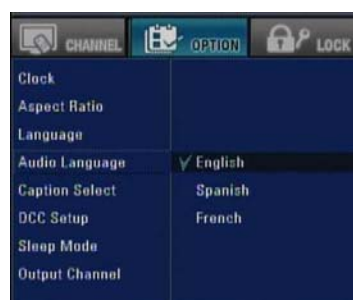 CHANNEL OPTION LOCK
Clock
Aspect Ratio
Language
Audio Language English
Caption Select Spanish
DCC Setup French
Sleep Mode
Output Channel